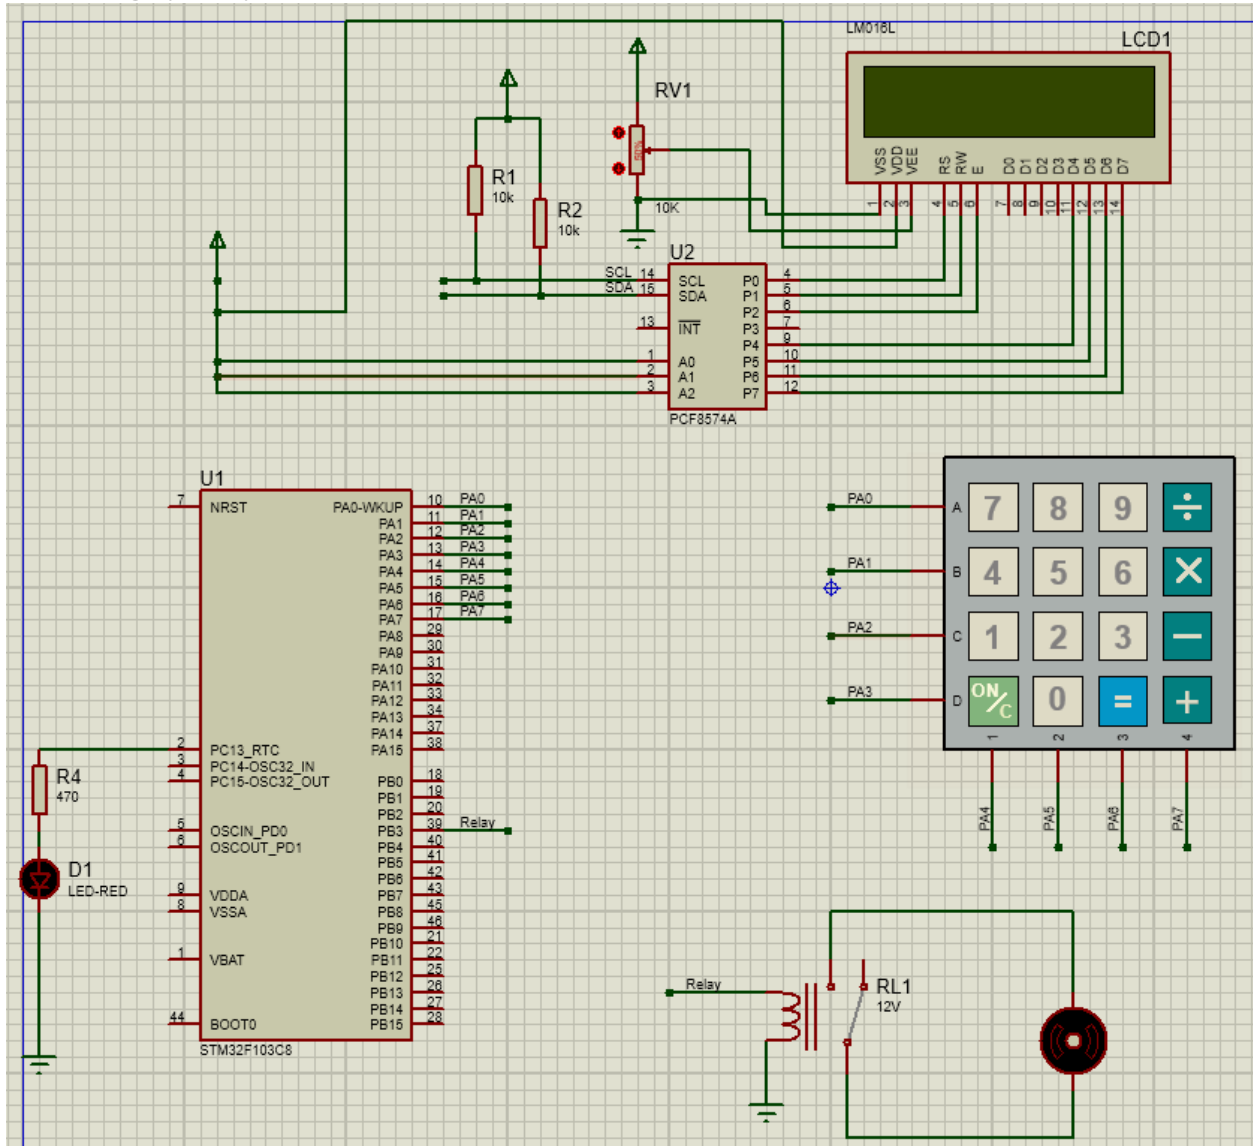 LM016L
LCD1
RV1
50%
10K
VSS
VDD
VEE
RS
RW
E
D0
D1
D2
D3
D4
D5
D6
D7
1
2
3
4
5
6
7
8
9
10
11
12
13
14
R1
10k
R2
10k
U2
SCL 14 SCL P0 4
SDA 15 SDA P1 5
P2 6
13 INT P3 7
P4 9
1 A0 P5 10
2 A1 P6 11
3 A2 P7 12
PCF8574A
U1
7 NRST PA0-WKUP 10 PA0
PA1 11 PA1
PA2 12 PA2
PA3 13 PA3
PA4 14 PA4
PA5 15 PA5
PA6 16 PA6
PA7 17 PA7
PA8 29
PA9 30
PA10 31
PA11 32
PA12 33
PA13 34
PA14 37
2 PC13_RTC PA15 38
3 PC14-OSC32_IN
4 PC15-OSC32_OUT PB0 18
PB1 19
PB2 20
5 OSCIN_PD0 PB3 39 Relay
6 OSCOUT_PD1 PB4 40
PB5 41
PB6 42
9 VDDA PB7 43
8 VSSA PB8 45
PB9 46
PB10 21
1 VBAT PB11 22
PB12 25
PB13 26
PB14 27
44 BOOT0 PB15 28
STM32F103C8
R4
470
D1
LED-RED
PA0 A 7 8 9 ÷
PA1 B 4 5 6 ×
PA2 C 1 2 3 −
PA3 D ON/C 0 = +
1 2 3 4
PA4 PA5 PA6 PA7
Relay
RL1
12V